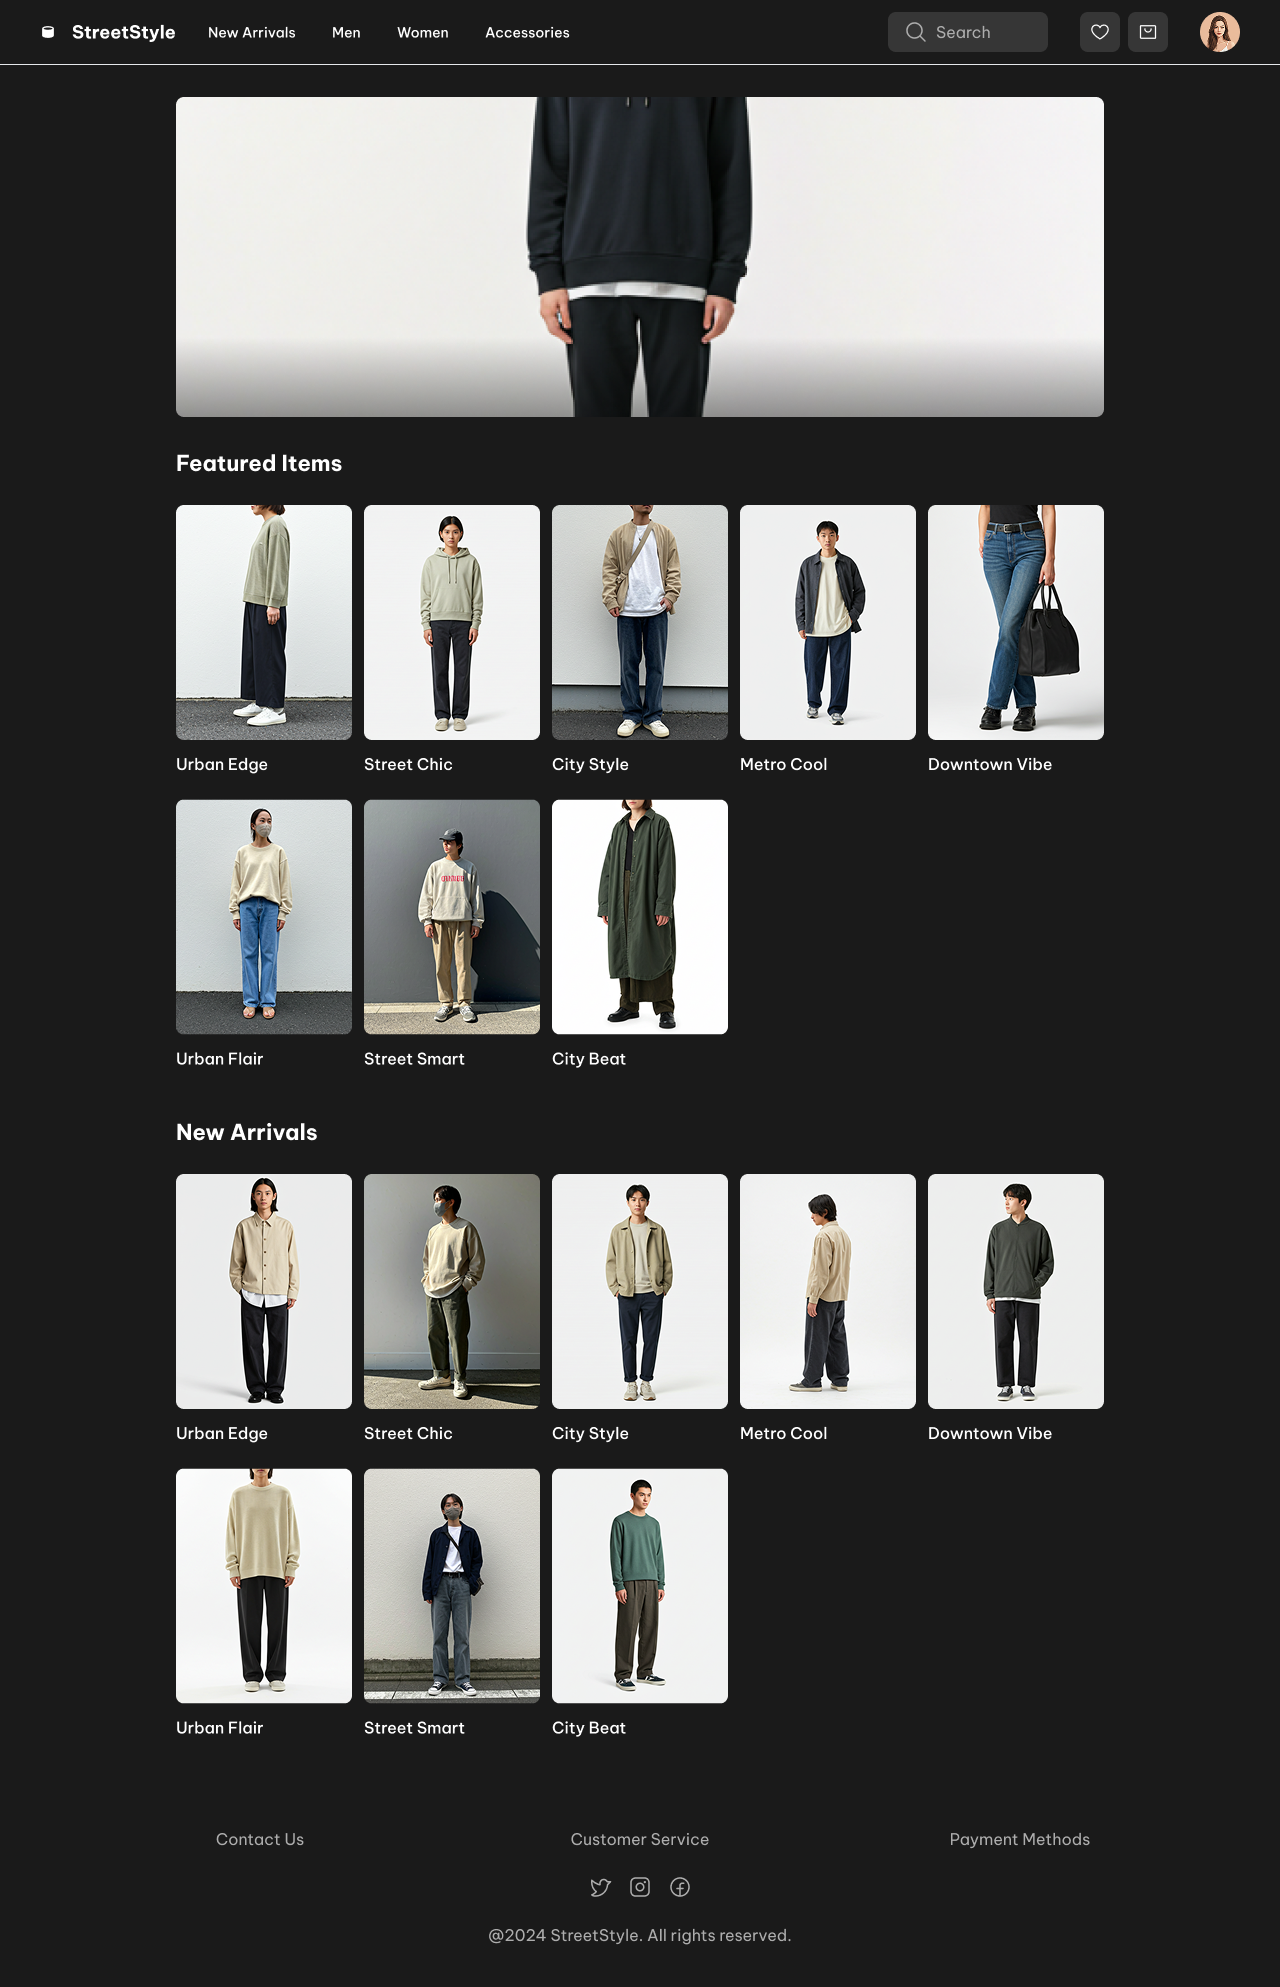 StreetStyle
New Arrivals
Men
Women
Accessories
Search
Featured Items
Urban Edge
Street Chic
City Style
Metro Cool
Downtown Vibe
Urban Flair
Street Smart
City Beat
New Arrivals
Urban Edge
Street Chic
City Style
Metro Cool
Downtown Vibe
Urban Flair
Street Smart
City Beat
Contact Us
Customer Service
Payment Methods
@2024 StreetStyle. All rights reserved.